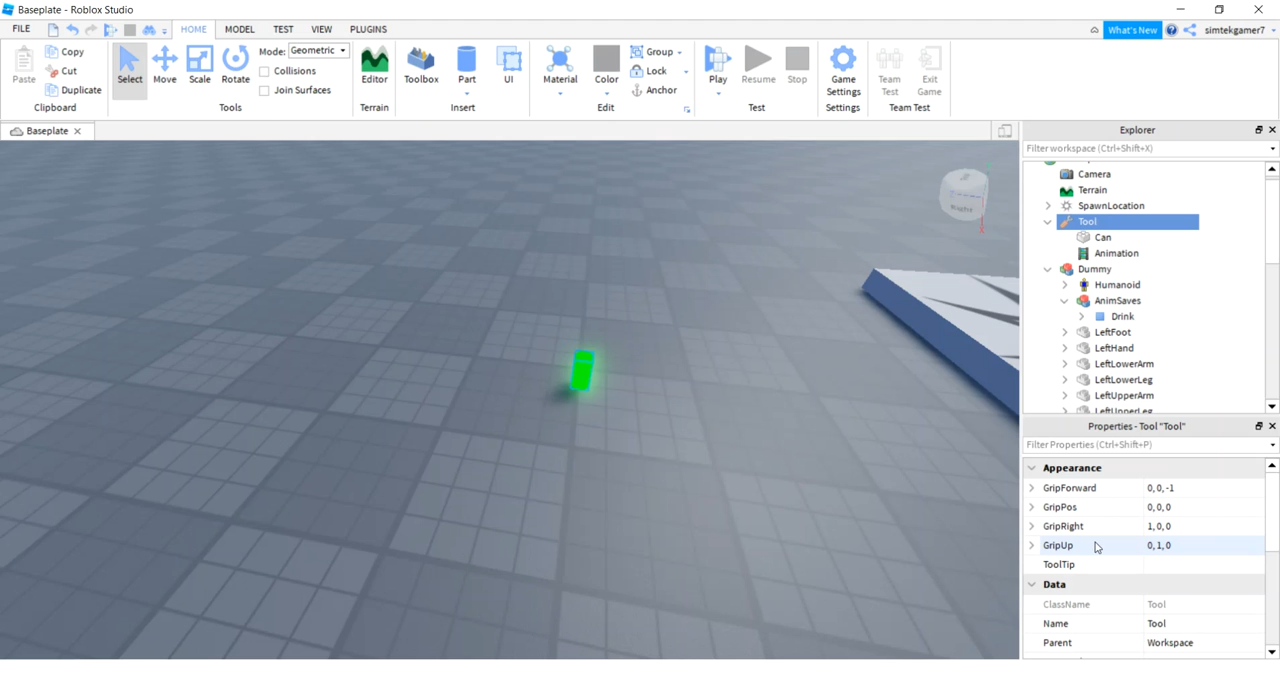 Baseplate - Roblox Studio
FILE HOME MODEL TEST VIEW PLUGINS What's New simtekgamer7
Paste Copy Cut Duplicate Clipboard
Select Move Scale Rotate Mode: Geometric Collisions Join Surfaces Tools
Editor Terrain
Toolbox Part UI Insert
Material Color Group Lock Anchor Edit
Play Resume Stop Test
Game Settings Settings
Team Test Exit Game Team Test
Baseplate
Explorer
Filter workspace (Ctrl+Shift+X)
Camera
Terrain
SpawnLocation
Tool
Can
Animation
Dummy
Humanoid
AnimSaves
Drink
LeftFoot
LeftHand
LeftLowerArm
LeftLowerLeg
LeftUpperArm
LeftUpperLeg
Properties - Tool "Tool"
Filter Properties (Ctrl+Shift+P)
Appearance
GripForward 0, 0, -1
GripPos 0, 0, 0
GripRight 1, 0, 0
GripUp 0, 1, 0
ToolTip
Data
ClassName Tool
Name Tool
Parent Workspace